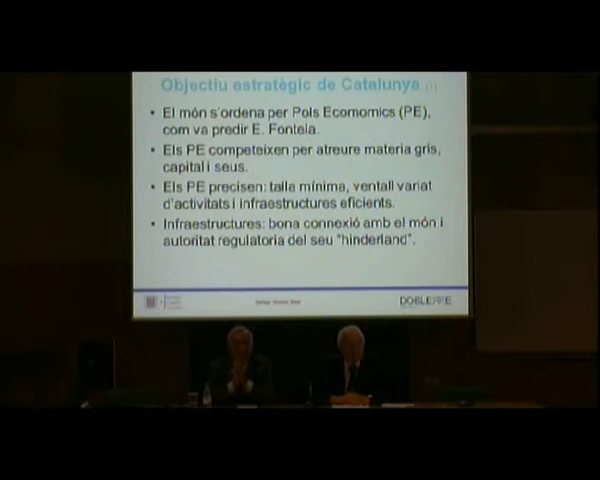 Objectiu estratègic de Catalunya (1)
• El món s'ordena per Pols Ecomomics (PE),
com va predir E. Fontela.
• Els PE competeixen per atreure materia gris,
capital i seus.
• Els PE precisen: talla mínima, ventall variat
d'activitats i infraestructures eficients.
• Infraestructures: bona connexió amb el món i
autoritat regulatoria del seu "hinderland".